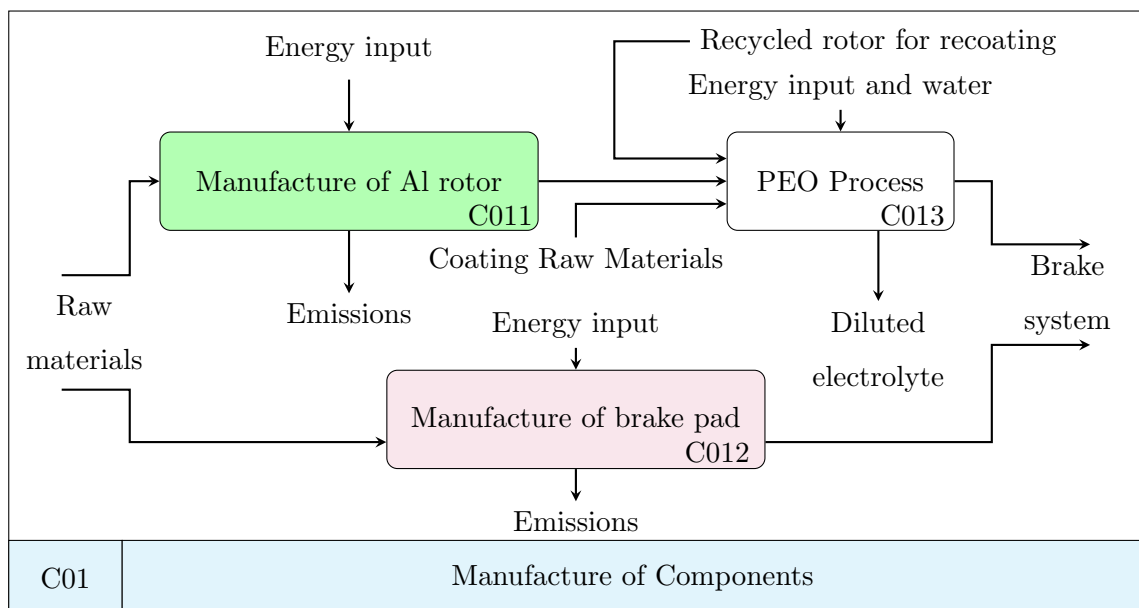 Energy input
Recycled rotor for recoating
Energy input and water
Manufacture of Al rotor
C011
PEO Process
C013
Coating Raw Materials
Raw
materials
Emissions
Energy input
Diluted
electrolyte
Brake
system
Manufacture of brake pad
C012
Emissions
C01
Manufacture of Components